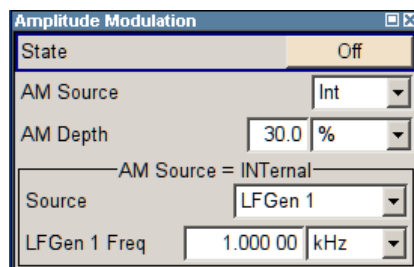 Amplitude Modulation
State Off
AM Source Int
AM Depth 30.0 %
AM Source = INTernal
Source LFGen 1
LFGen 1 Freq 1.000 00 kHz